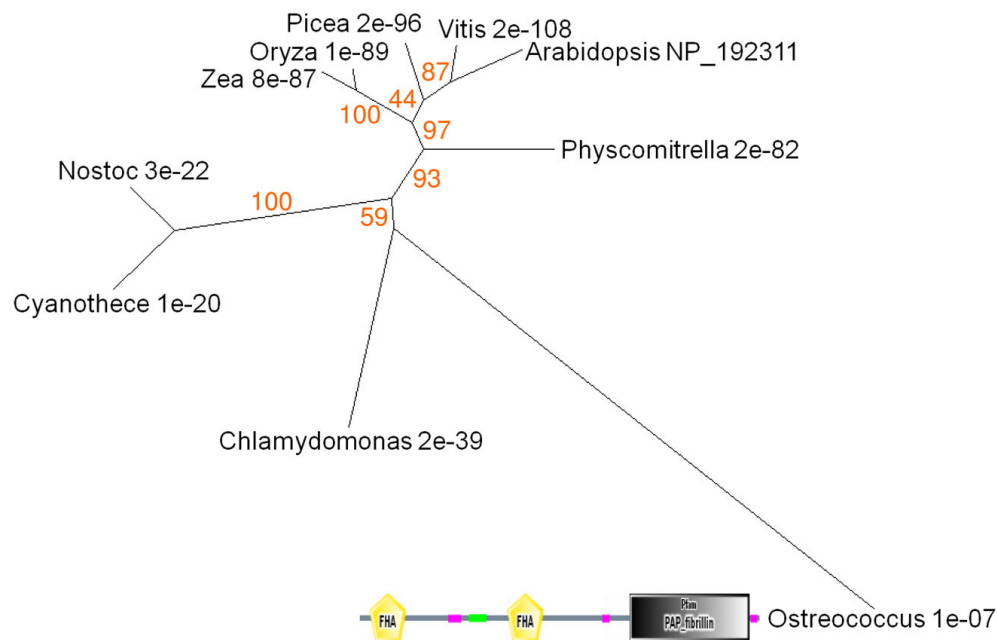 Picea 2e-96
Vitis 2e-108
Oryza 1e-89
Arabidopsis NP_192311
Zea 8e-87
87
44
100
97
Physcomitrella 2e-82
Nostoc 3e-22
93
100
59
Cyanothece 1e-20
Chlamydomonas 2e-39
FHA
FHA
Pfam
PAP_fibrillin
Ostreococcus 1e-07